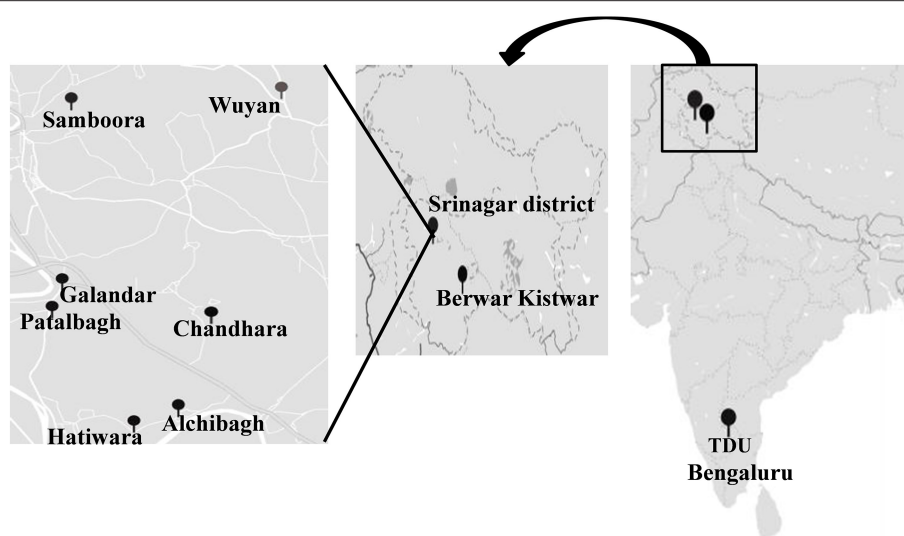 Samboora
Wuyan
Galandar
Patalbagh
Chandhara
Alchibagh
Hatiwara
Srinagar district
Berwar Kistwar
TDU
Bengaluru